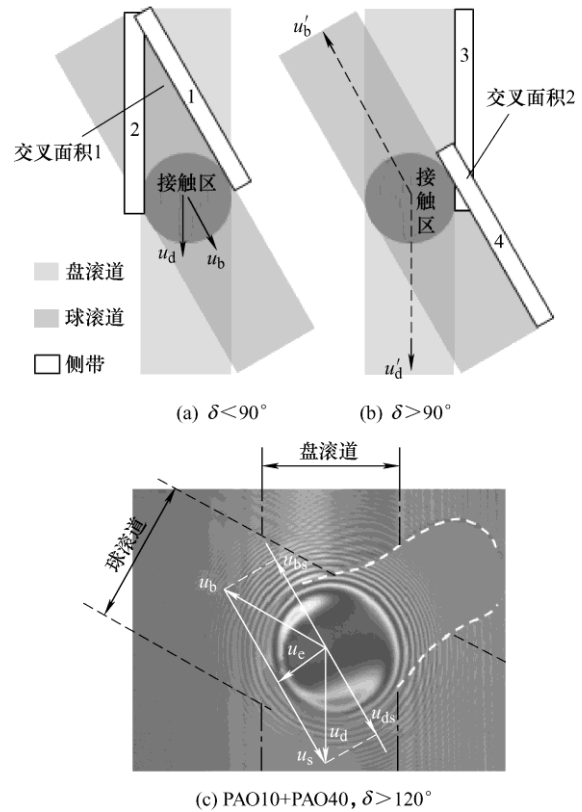 1
2
交叉面积1
接触区
u_d
u_b
盘滚道
球滚道
侧带
(a) δ<90°
u′_b
3
交叉面积2
接触区
4
u′_d
(b) δ>90°
盘滚道
球滚道
u_b
u_bs
u_e
u_s
u_d
u_ds
(c) PAO10+PAO40, δ>120°